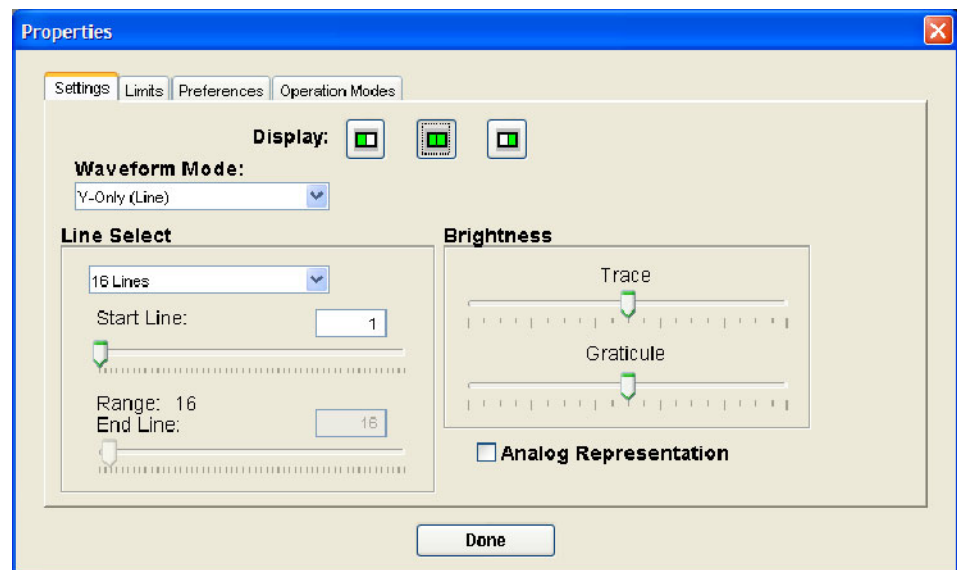 Properties
Settings Limits Preferences Operation Modes
Display:
Waveform Mode:
Y-Only (Line)
Line Select
16 Lines
Start Line: 1
Range: 16
End Line: 16
Brightness
Trace
Graticule
Analog Representation
Done